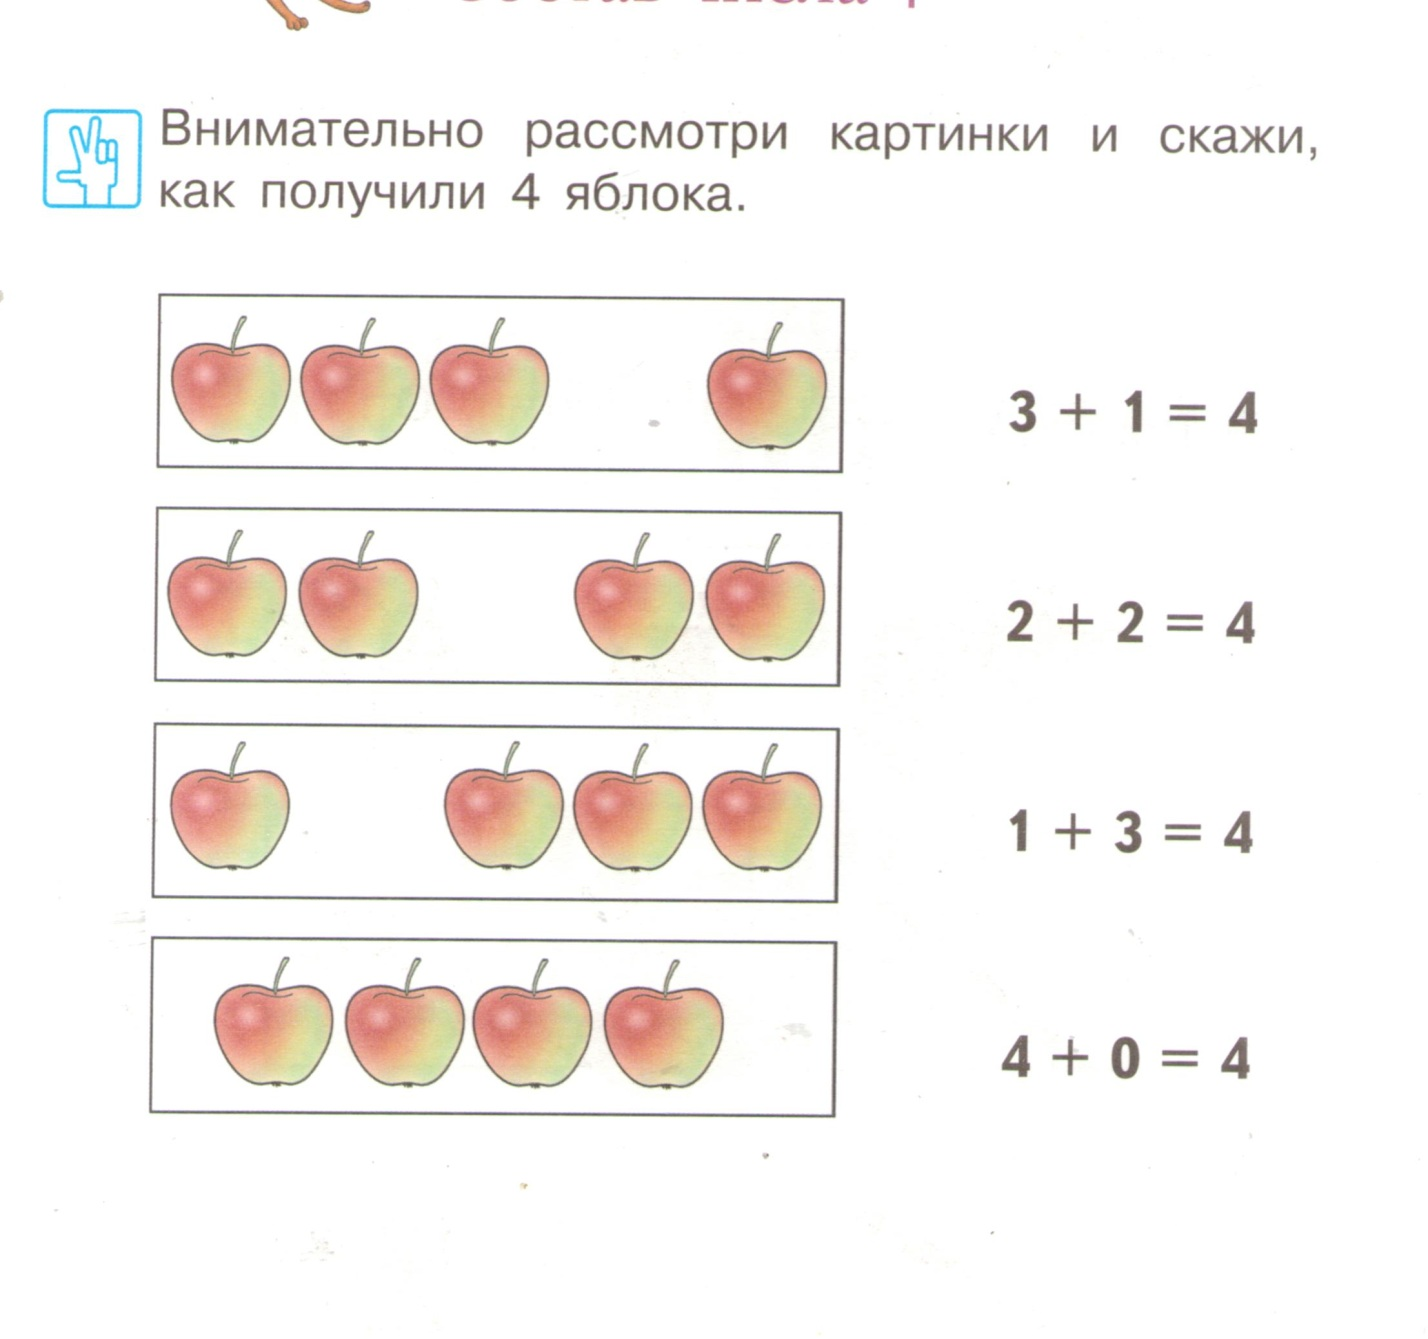 Внимательно рассмотри картинки и скажи,
как получили 4 яблока.
3 + 1 = 4
2 + 2 = 4
1 + 3 = 4
4 + 0 = 4